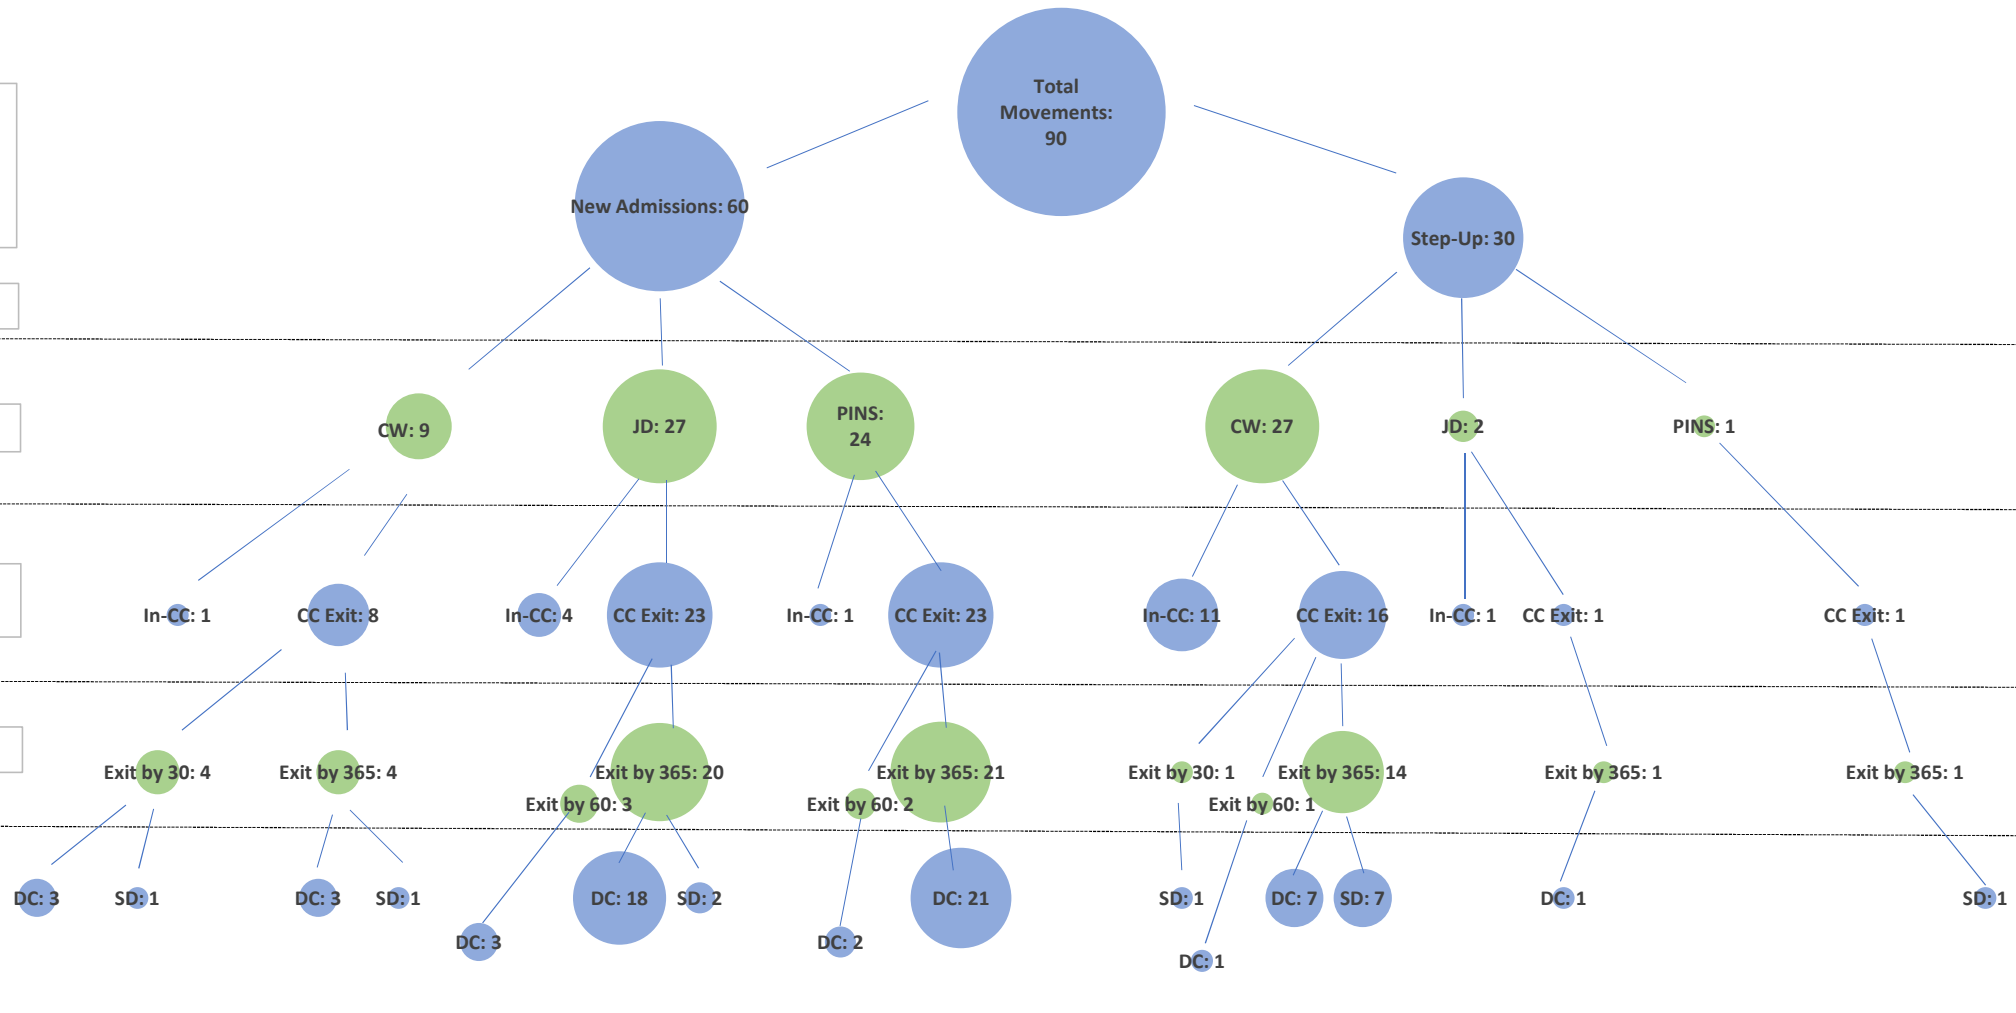 Total
Movements:
90
New Admissions: 60
Step-Up: 30
CW: 9
JD: 27
PINS:
24
CW: 27
JD: 2
PINS: 1
In-CC: 1
CC Exit: 8
In-CC: 4
CC Exit: 23
In-CC: 1
CC Exit: 23
In-CC: 11
CC Exit: 16
In-CC: 1
CC Exit: 1
CC Exit: 1
Exit by 30: 4
Exit by 365: 4
Exit by 60: 3
Exit by 365: 20
Exit by 60: 2
Exit by 365: 21
Exit by 30: 1
Exit by 60: 1
Exit by 365: 14
Exit by 365: 1
Exit by 365: 1
DC: 3
SD: 1
DC: 3
SD: 1
DC: 3
DC: 18
SD: 2
DC: 2
DC: 21
SD: 1
DC: 1
DC: 7
SD: 7
DC: 1
SD: 1